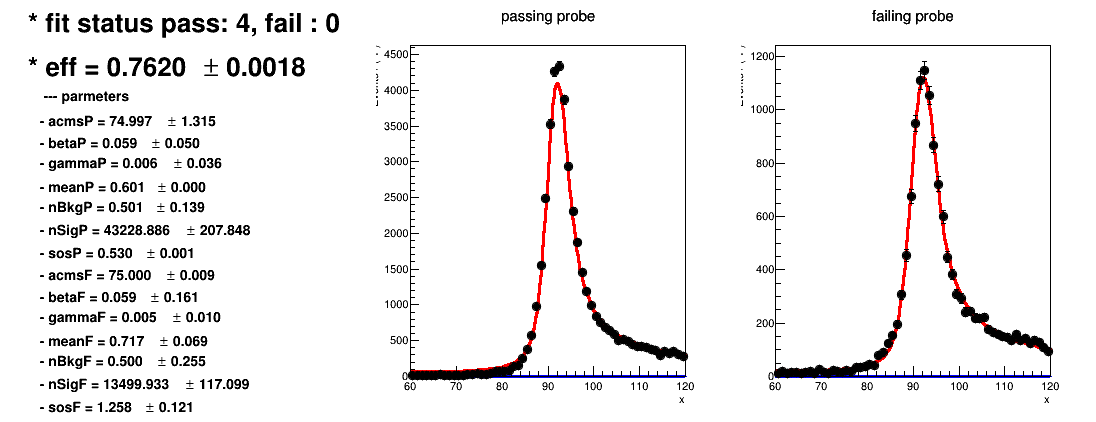 * fit status pass: 4, fail : 0
* eff = 0.7620 ± 0.0018
--- parmeters
- acmsP = 74.997 ± 1.315
- betaP = 0.059 ± 0.050
- gammaP = 0.006 ± 0.036
- meanP = 0.601 ± 0.000
- nBkgP = 0.501 ± 0.139
- nSigP = 43228.886 ± 207.848
- sosP = 0.530 ± 0.001
- acmsF = 75.000 ± 0.009
- betaF = 0.059 ± 0.161
- gammaF = 0.005 ± 0.010
- meanF = 0.717 ± 0.069
- nBkgF = 0.500 ± 0.255
- nSigF = 13499.933 ± 117.099
- sosF = 1.258 ± 0.121
passing probe
4500
4000
3500
3000
2500
2000
1500
1000
500
0
60 70 80 90 100 110 120
x
failing probe
1200
1000
800
600
400
200
0
60 70 80 90 100 110 120
x